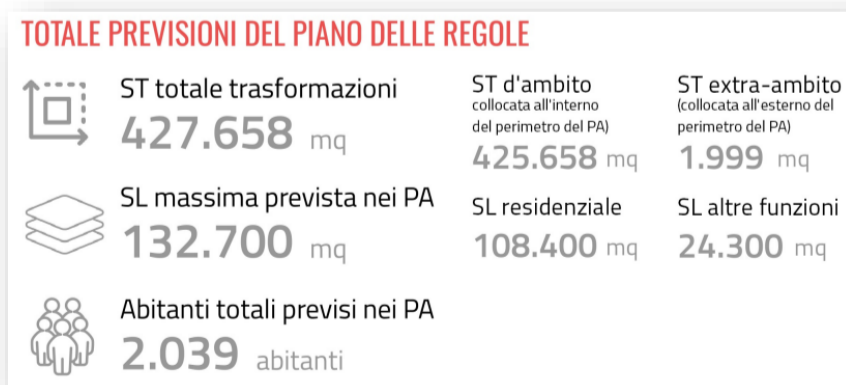 TOTALE PREVISIONI DEL PIANO DELLE REGOLE
ST totale trasformazioni
427.658 mq
ST d'ambito
collocata all'interno
del perimetro del PA)
425.658 mq
ST extra-ambito
(collocata all'esterno del
perimetro del PA)
1.999 mq
SL massima prevista nei PA
132.700 mq
SL residenziale
108.400 mq
SL altre funzioni
24.300 mq
Abitanti totali previsi nei PA
2.039 abitanti